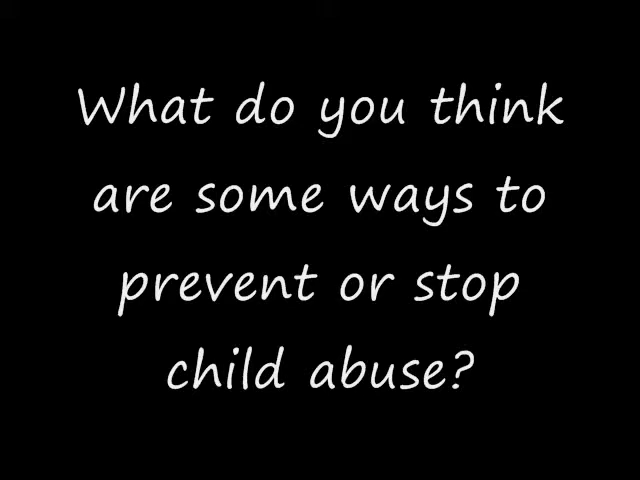 What do you think
are some ways to
prevent or stop
child abuse?